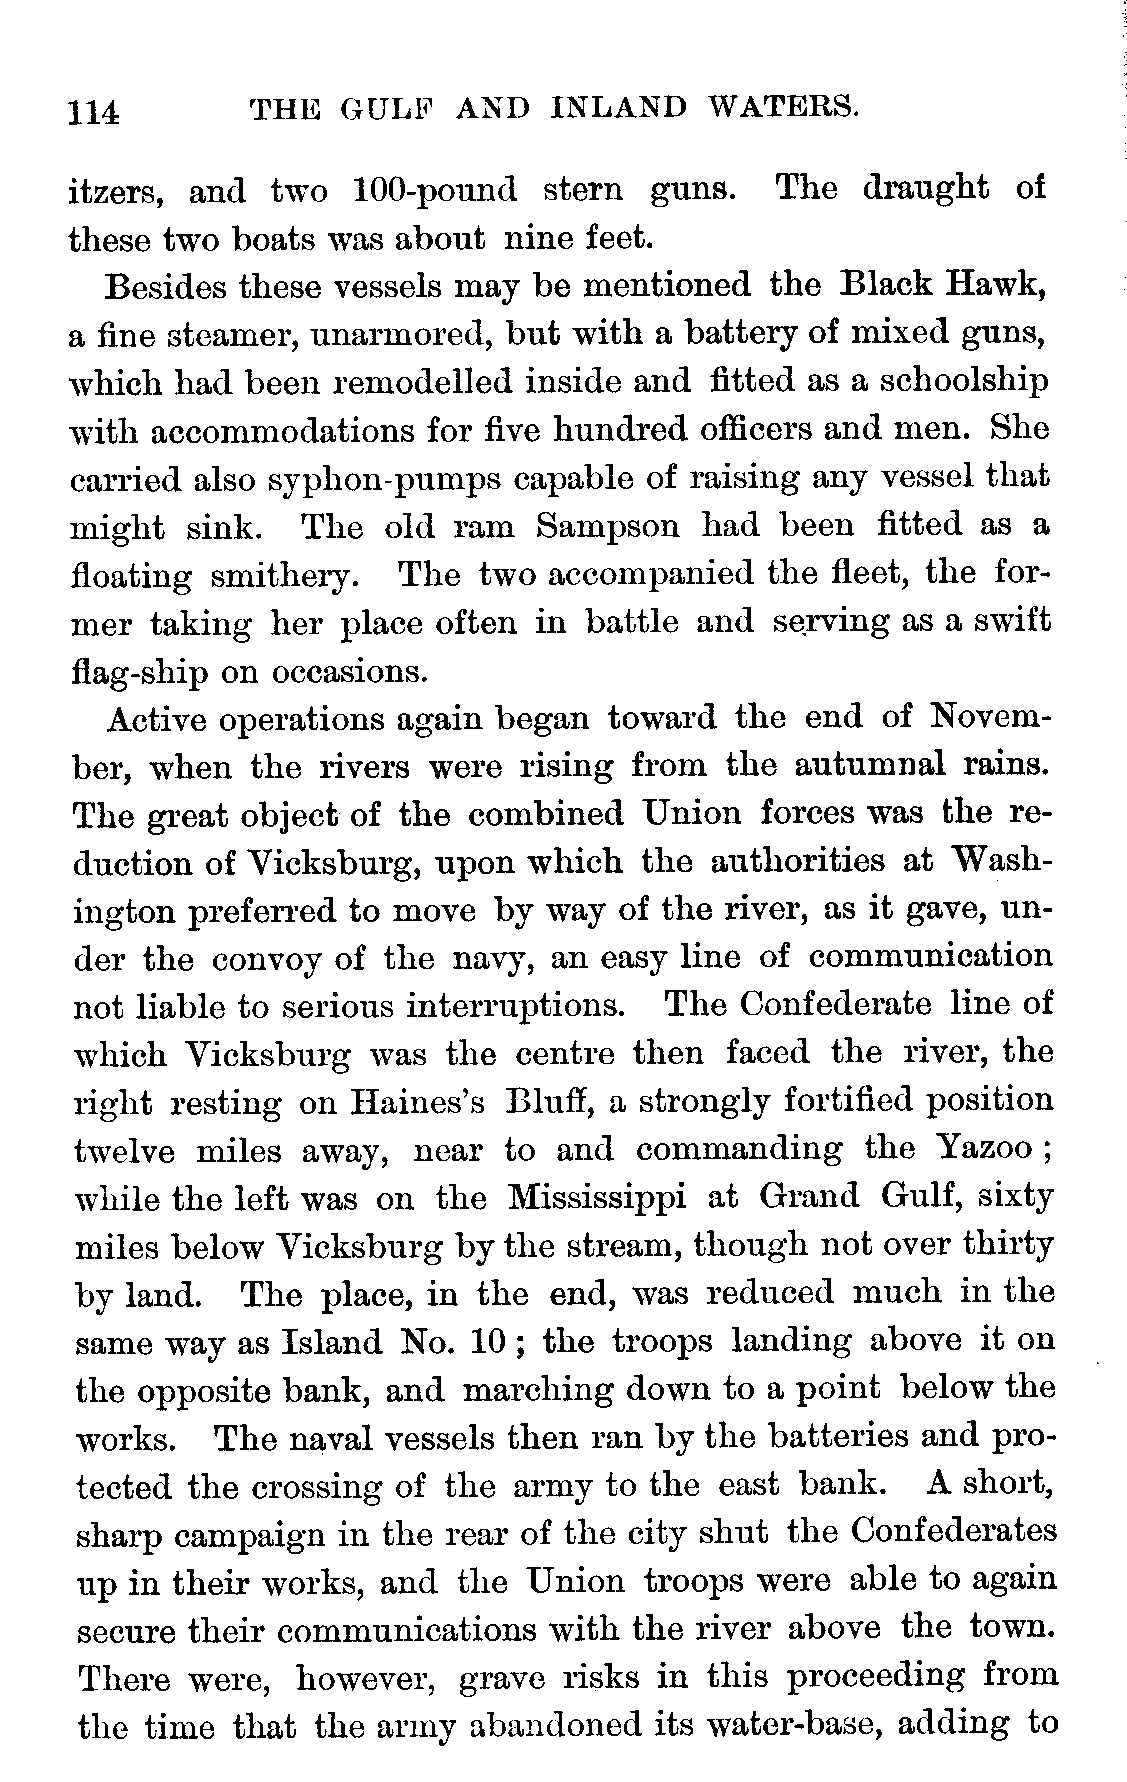 114 THE GULF AND INLAND WATERS.
itzers, and two 100-pound stern guns. The draught of
these two boats was about nine feet.
Besides these vessels may be mentioned the Black Hawk,
a fine steamer, unarmored, but with a battery of mixed guns,
which had been remodelled inside and fitted as a schoolship
with accommodations for five hundred officers and men. She
carried also syphon-pumps capable of raising any vessel that
might sink. The old ram Sampson had been fitted as a
floating smithery. The two accompanied the fleet, the for-
mer taking her place often in battle and serving as a swift
flag-ship on occasions.
Active operations again began toward the end of Novem-
ber, when the rivers were rising from the autumnal rains.
The great object of the combined Union forces was the re-
duction of Vicksburg, upon which the authorities at Wash-
ington preferred to move by way of the river, as it gave, un-
der the convoy of the navy, an easy line of communication
not liable to serious interruptions. The Confederate line of
which Vicksburg was the centre then faced the river, the
right resting on Haines's Bluff, a strongly fortified position
twelve miles away, near to and commanding the Yazoo ;
while the left was on the Mississippi at Grand Gulf, sixty
miles below Vicksburg by the stream, though not over thirty
by land. The place, in the end, was reduced much in the
same way as Island No. 10 ; the troops landing above it on
the opposite bank, and marching down to a point below the
works. The naval vessels then ran by the batteries and pro-
tected the crossing of the army to the east bank. A short,
sharp campaign in the rear of the city shut the Confederates
up in their works, and the Union troops were able to again
secure their communications with the river above the town.
There were, however, grave risks in this proceeding from
the time that the army abandoned its water-base, adding to